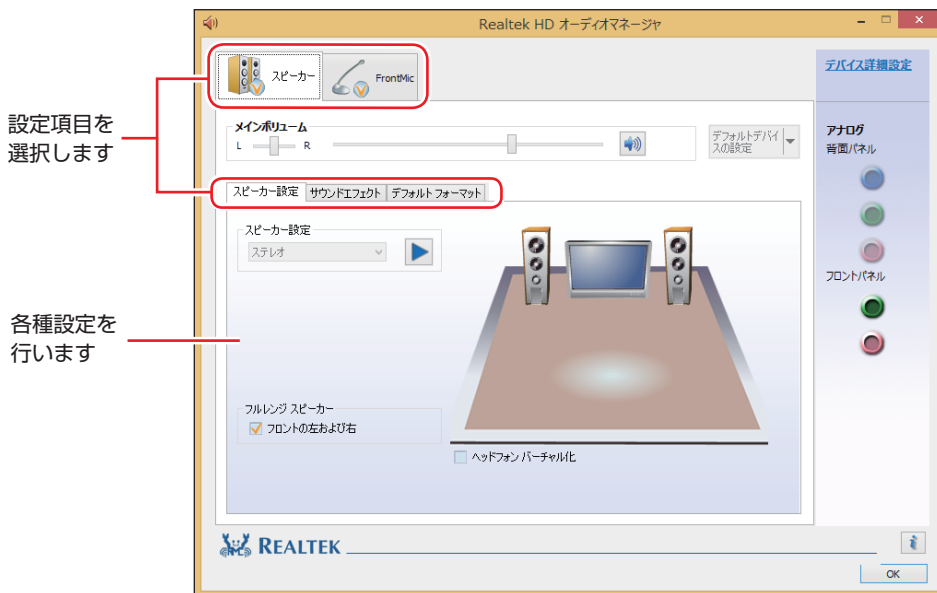 Realtek HD オーディオマネージャ
スピーカー
FrontMic
デバイス詳細設定
設定項目を
選択します
メインボリューム
L
R
デフォルトデバイ
スの設定
アナログ
背面パネル
スピーカー設定
サウンドエフェクト
デフォルト フォーマット
スピーカー設定
ステレオ
フロントパネル
各種設定を
行います
フルレンジ スピーカー
フロントの左および右
ヘッドフォン バーチャル化
REALTEK
i
OK